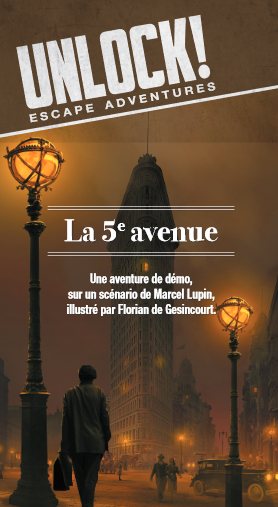 UNLOCK!
ESCAPE ADVENTURES
La 5e avenue
Une aventure de démo,
sur un scénario de Marcel Lupin,
illustré par Florian de Gesincourt.